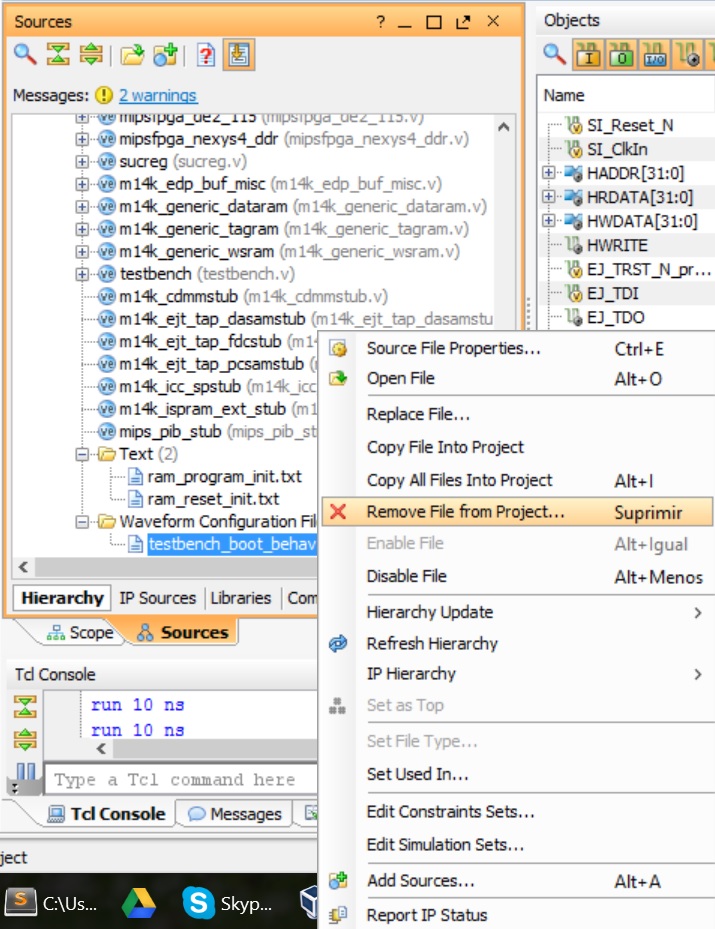 Sources
?
Objects
Messages: 2 warnings
Name
mipsfpga_de2_115 (mipsfpga_de2_115.v)
mipsfpga_nexys4_ddr (mipsfpga_nexys4_ddr.v)
sucreg (sucreg.v)
m14k_edp_buf_misc (m14k_edp_buf_misc.v)
m14k_generic_dataram (m14k_generic_dataram.v)
m14k_generic_tagram (m14k_generic_tagram.v)
m14k_generic_wsram (m14k_generic_wsram.v)
testbench (testbench.v)
m14k_cdmmstub (m14k_cdmmstub.v)
m14k_ejt_tap_dasamstub (m14k_ejt_tap_dasamstu
m14k_ejt_tap_fdcstub (m14
m14k_ejt_tap_pcsamstub (
m14k_icc_spstub (m14k_icc
m14k_ispram_ext_stub (m1
mips_pib_stub (mips_pib_st
Text (2)
ram_program_init.txt
ram_reset_init.txt
Waveform Configuration Fil
testbench_boot_behav
SI_Reset_N
SI_ClkIn
HADDR[31:0]
HRDATA[31:0]
HWDATA[31:0]
HWRITE
EJ_TRST_N_pr...
EJ_TDI
EJ_TDO
Source File Properties... Ctrl+E
Open File Alt+O
Replace File...
Copy File Into Project
Copy All Files Into Project Alt+I
Remove File from Project... Suprimir
Enable File Alt+Igual
Disable File Alt+Menos
Hierarchy Update
Refresh Hierarchy
IP Hierarchy
Set as Top
Set File Type...
Set Used In...
Edit Constraints Sets...
Edit Simulation Sets...
Add Sources... Alt+A
Report IP Status
Hierarchy IP Sources Libraries Com
Scope Sources
Tcl Console
run 10 ns
run 10 ns
Type a Tcl command here
Tcl Console Messages
ject
C:\Us... Skyp...